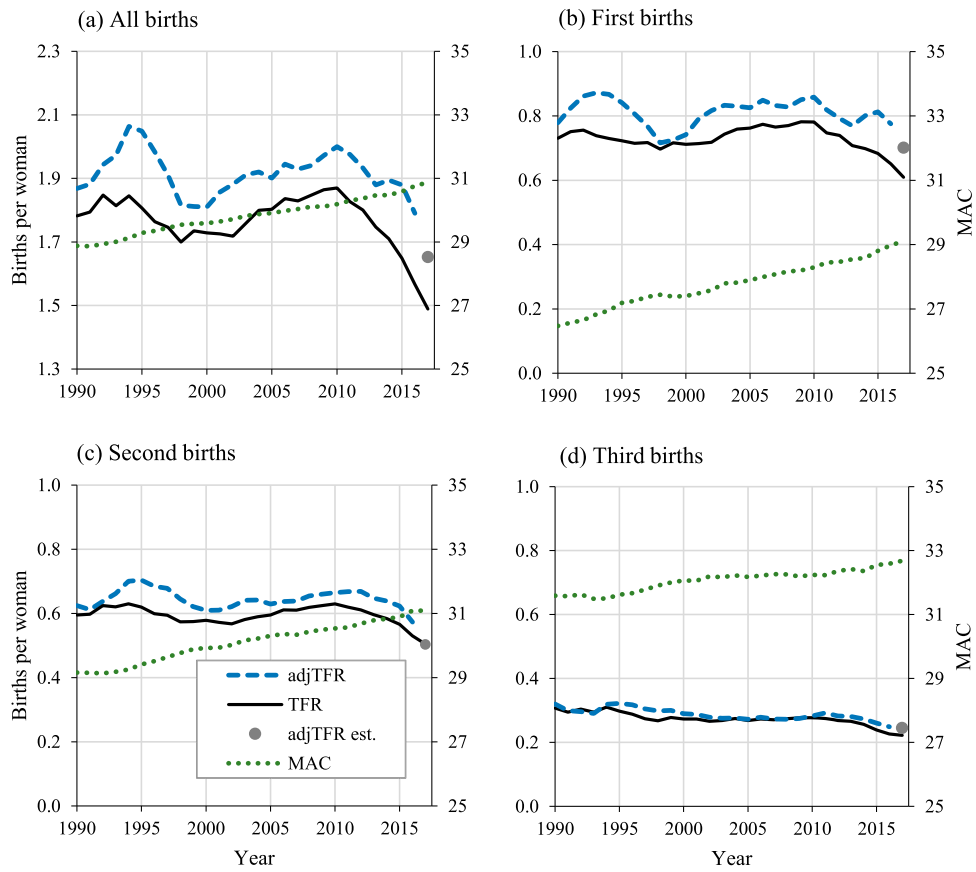 (a) All births
(b) First births
2.3
2.1
1.9
1.7
1.5
1.3
Births per woman
35
33
31
29
27
25
1990 1995 2000 2005 2010 2015
1.0
0.8
0.6
0.4
0.2
0.0
35
33
31
29
27
25
MAC
1990 1995 2000 2005 2010 2015
(c) Second births
(d) Third births
1.0
0.8
0.6
0.4
0.2
0.0
Births per woman
35
33
31
29
27
25
adjTFR
TFR
adjTFR est.
MAC
1990 1995 2000 2005 2010 2015
Year
1.0
0.8
0.6
0.4
0.2
0.0
35
33
31
29
27
25
MAC
1990 1995 2000 2005 2010 2015
Year